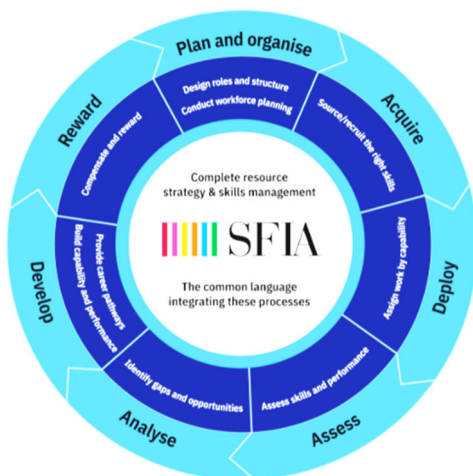 Plan and organise
Design roles and structure
Conduct workforce planning
Acquire
Source/recruit the right skills
Deploy
Assign work by capability
Assess
Assess skills and performance
Analyse
Identify gaps and opportunities
Develop
Provide career pathways
Build capability and performance
Reward
Compensate and reward
Complete resource
strategy & skills management
SFIA
The common language
integrating these processes